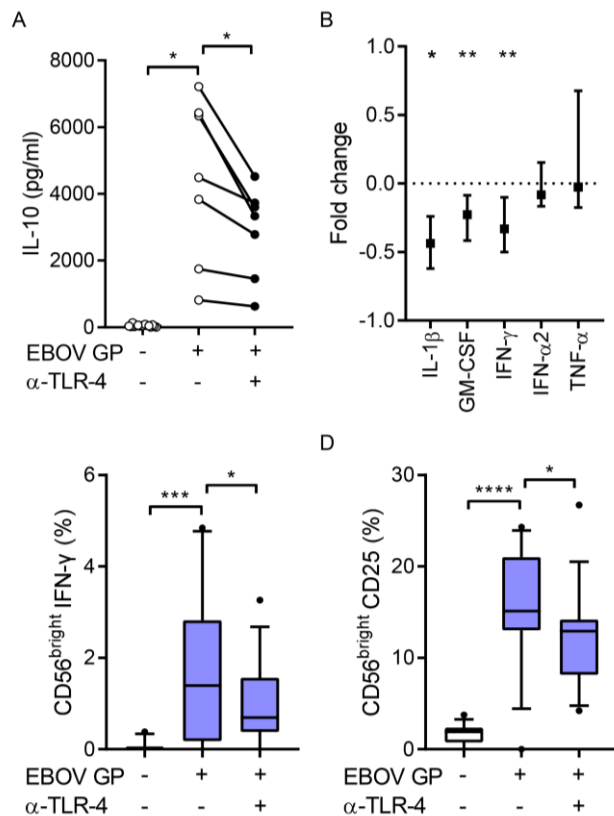 A
B
*
*
8000
6000
4000
2000
0
IL-10 (pg/ml)
EBOV GP - + +
α-TLR-4 - - +
* ** **
1.0
0.5
0.0
-0.5
-1.0
Fold change
IL-1β
GM-CSF
IFN-γ
IFN-α2
TNF-α
*** *
6
4
2
0
CD56bright IFN-γ (%)
EBOV GP - + +
α-TLR-4 - - +
D
**** *
30
20
10
0
CD56bright CD25 (%)
EBOV GP - + +
α-TLR-4 - - +